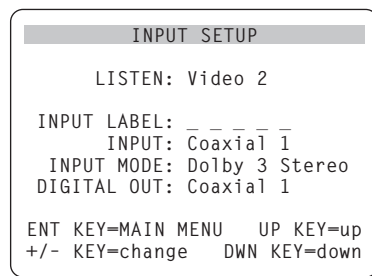 INPUT SETUP
LISTEN: Video 2
INPUT LABEL: _ _ _ _ _
INPUT: Coaxial 1
INPUT MODE: Dolby 3 Stereo
DIGITAL OUT: Coaxial 1
ENT KEY=MAIN MENU UP KEY=up
+/- KEY=change DWN KEY=down